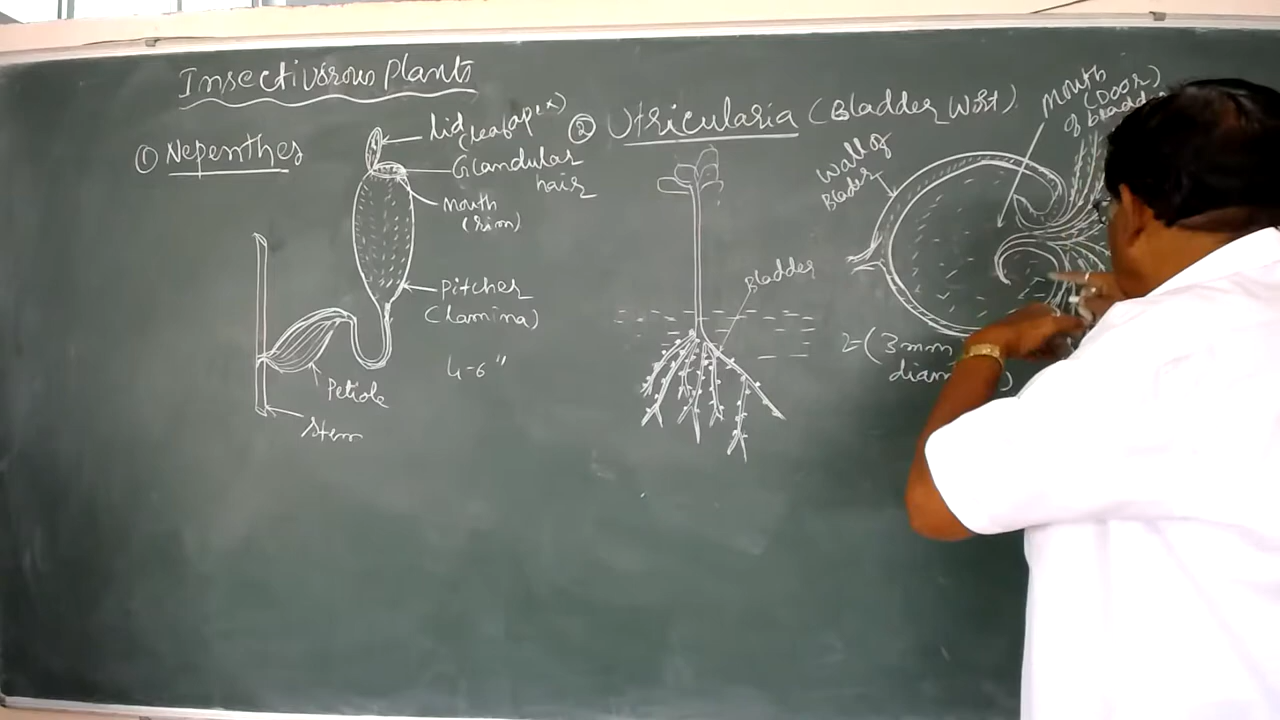 Insectivorous Plants
① Nepenthes
lid
(leaf apex)
Glandular
hair
Mouth
(rim)
Pitcher
(Lamina)
4-6"
Petiole
Stem
② Utricularia (Bladder Wort)
Bladder
Wall of
Bladder
Mouth
(Door)
of bladder
2-(3mm
diam )